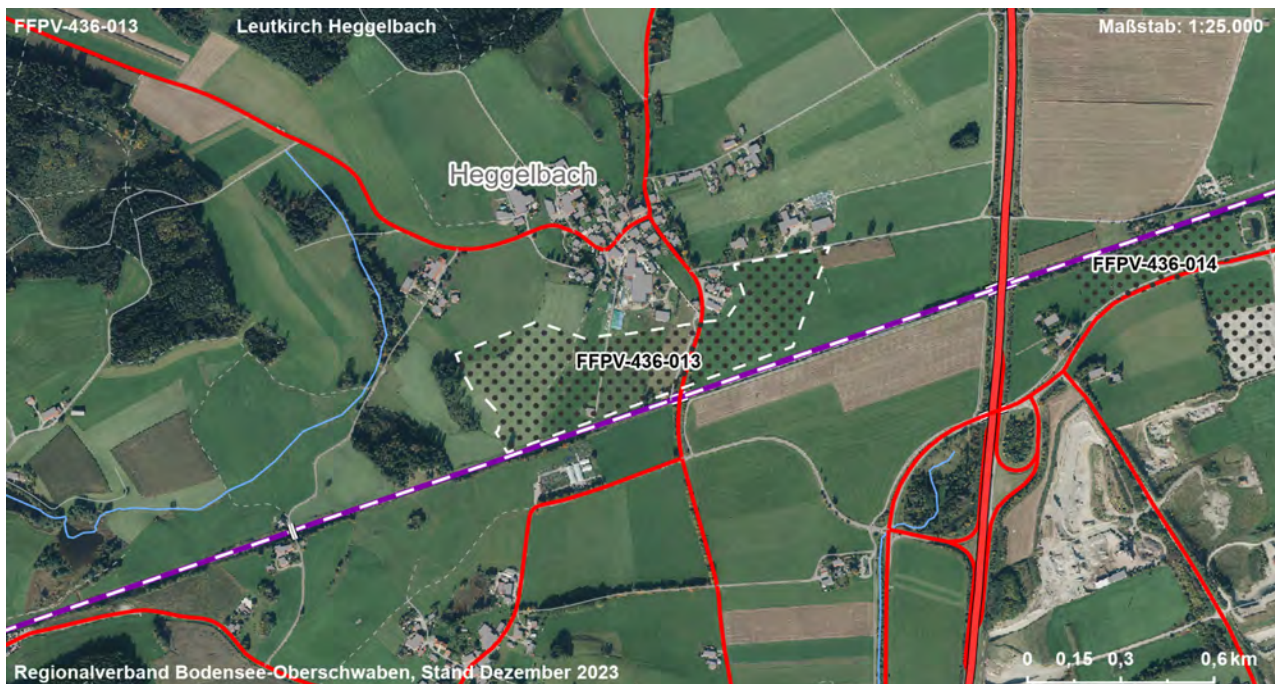 FFPV-436-013 Leutkirch Heggelbach Maßstab: 1:25.000
Heggelbach
FFPV-436-014
FFPV-436-013
0 0,15 0,3 0,6 km
Regionalverband Bodensee-Oberschwaben, Stand Dezember 2023